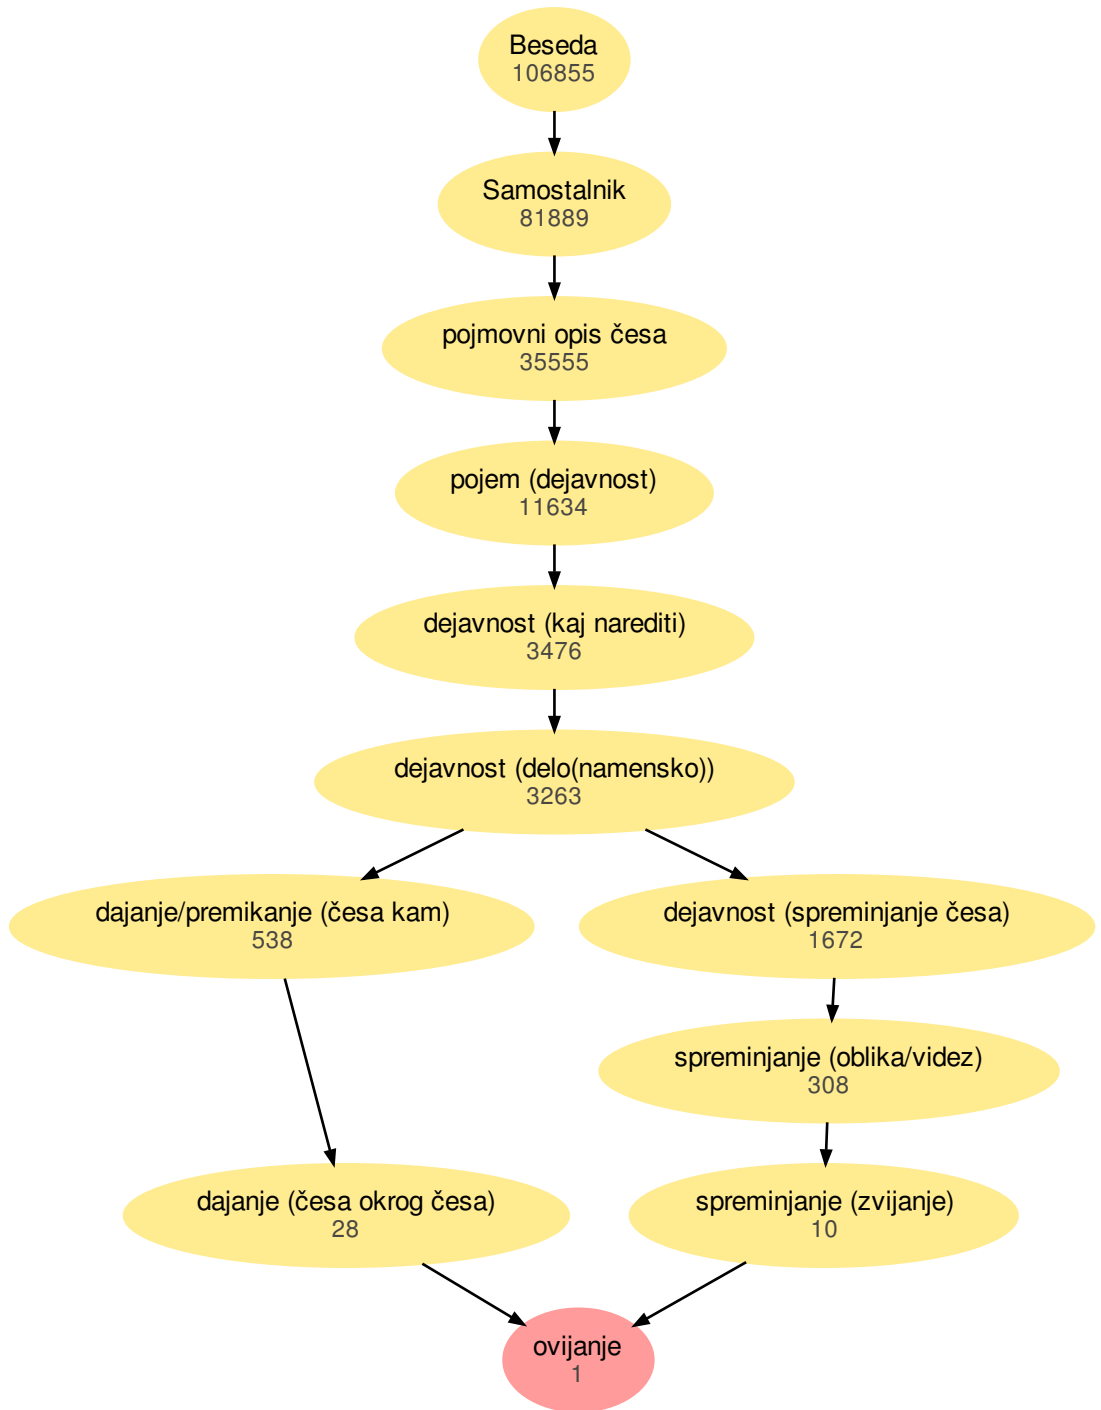 Beseda
106855
Samostalnik
81889
pojmovni opis česa
35555
pojem (dejavnost)
11634
dejavnost (kaj narediti)
3476
dejavnost (delo(namensko))
3263
dajanje/premikanje (česa kam)
538
dejavnost (spreminjanje česa)
1672
spreminjanje (oblika/videz)
308
dajanje (česa okrog česa)
28
spreminjanje (zvijanje)
10
ovijanje
1